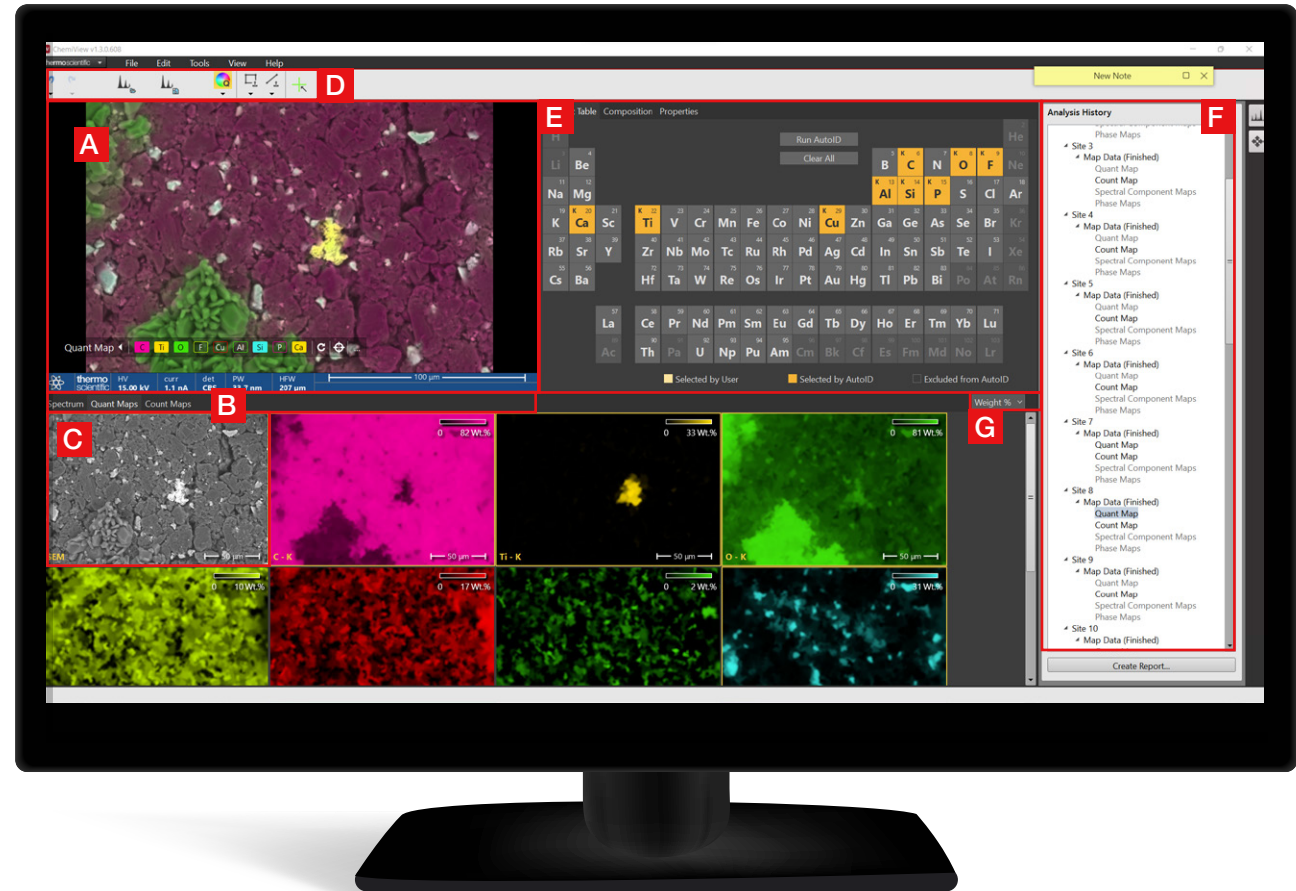 ChemiView v1.3.0.608
thermo scientific File Edit Tools View Help
D
New Note
A
E Table Composition Properties
Analysis History F
H He
Run AutoID
Clear All
Li Be B C N O F Ne
Na Mg Al Si P S Cl Ar
K Ca Sc Ti V Cr Mn Fe Co Ni Cu Zn Ga Ge As Se Br Kr
Rb Sr Y Zr Nb Mo Tc Ru Rh Pd Ag Cd In Sn Sb Te I Xe
Cs Ba Hf Ta W Re Os Ir Pt Au Hg Tl Pb Bi Po At Rn
La Ce Pr Nd Pm Sm Eu Gd Tb Dy Ho Er Tm Yb Lu
Ac Th Pa U Np Pu Am Cm Bk Cf Es Fm Md No Lr
Selected by User Selected by AutoID Excluded from AutoID
Quant Map C Ti O F Cu Al Si P Ca
thermo scientific HV 15.00 kV curr 1.1 nA det PW HFW 207 µm 100 µm
Spectrum Quant Maps Count Maps B
Weight %
G
C
SEM 50 µm
0 82 Wt.%
C - K 50 µm
0 33 Wt.%
Ti - K 50 µm
0 81 Wt.%
O - K 50 µm
0 10 Wt.%
0 17 Wt.%
0 2 Wt.%
0 31 Wt.%
Phase Maps
Site 3
Map Data (Finished)
Quant Map
Count Map
Spectral Component Maps
Phase Maps
Site 4
Map Data (Finished)
Quant Map
Count Map
Spectral Component Maps
Phase Maps
Site 5
Map Data (Finished)
Quant Map
Count Map
Spectral Component Maps
Phase Maps
Site 6
Map Data (Finished)
Quant Map
Count Map
Spectral Component Maps
Phase Maps
Site 7
Map Data (Finished)
Quant Map
Count Map
Spectral Component Maps
Phase Maps
Site 8
Map Data (Finished)
Quant Map
Count Map
Spectral Component Maps
Phase Maps
Site 9
Map Data (Finished)
Quant Map
Count Map
Spectral Component Maps
Phase Maps
Site 10
Map Data (Finished)
Create Report...